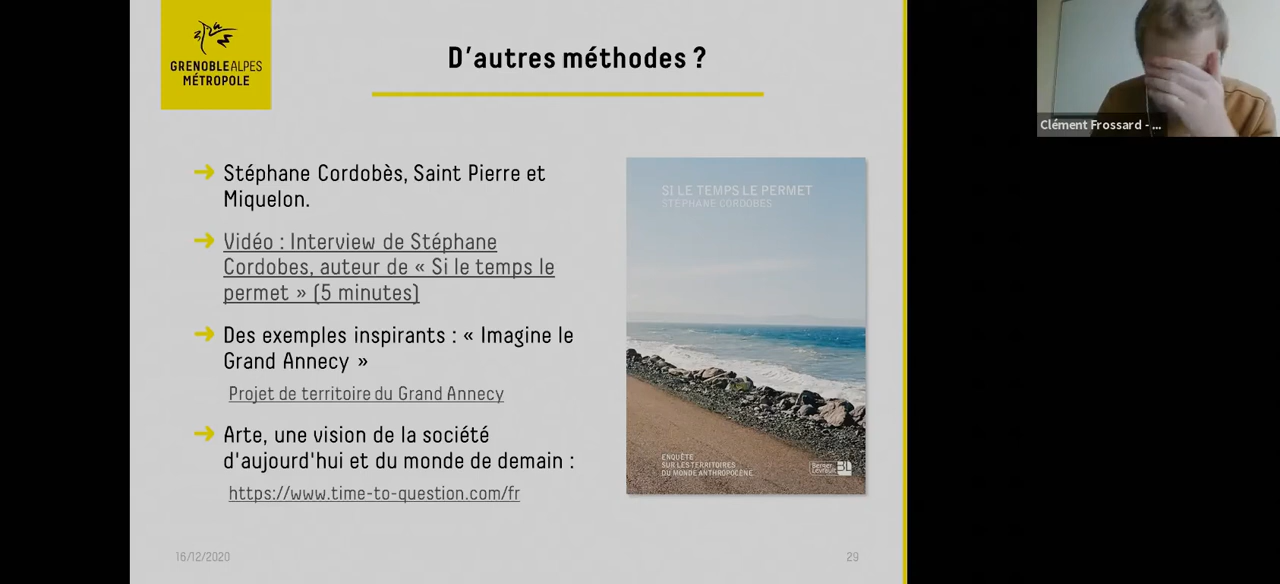 GRENOBLEALPES
MÉTROPOLE
D'autres méthodes ?
Clément Frossard - ...
➜ Stéphane Cordobès, Saint Pierre et
Miquelon.
➜ Vidéo : Interview de Stéphane
Cordobes, auteur de « Si le temps le
permet » (5 minutes)
➜ Des exemples inspirants : « Imagine le
Grand Annecy »
Projet de territoire du Grand Annecy
➜ Arte, une vision de la société
d'aujourd'hui et du monde de demain :
https://www.time-to-question.com/fr
SI LE TEMPS LE PERMET
STÉPHANE CORDOBES
ENQUÊTE
SUR LES TERRITOIRES
DU MONDE ANTHROPOCÈNE
Berger
Levrault BL
16/12/2020
29